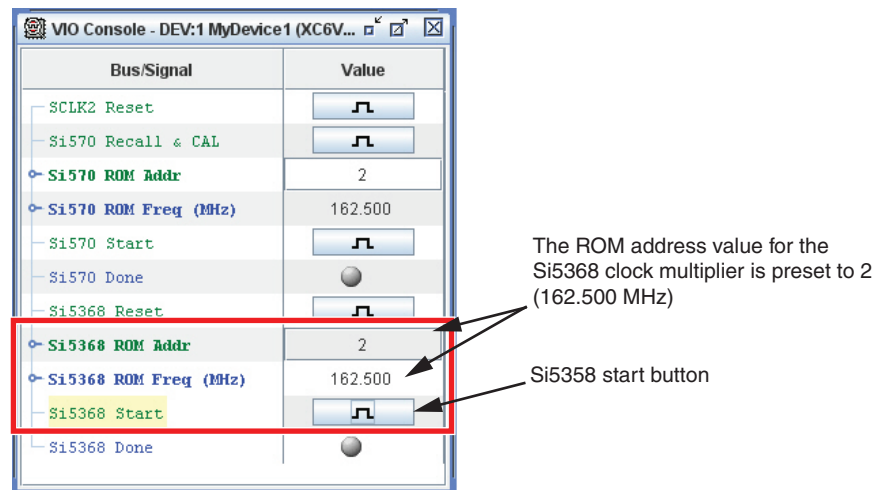 VIO Console - DEV:1 MyDevice1 (XC6V...
Bus/Signal Value
SCLK2 Reset
Si570 Recall & CAL
Si570 ROM Addr 2
Si570 ROM Freq (MHz) 162.500
Si570 Start
Si570 Done
Si5368 Reset
Si5368 ROM Addr 2
Si5368 ROM Freq (MHz) 162.500
Si5368 Start
Si5368 Done
The ROM address value for the
Si5368 clock multiplier is preset to 2
(162.500 MHz)
Si5358 start button